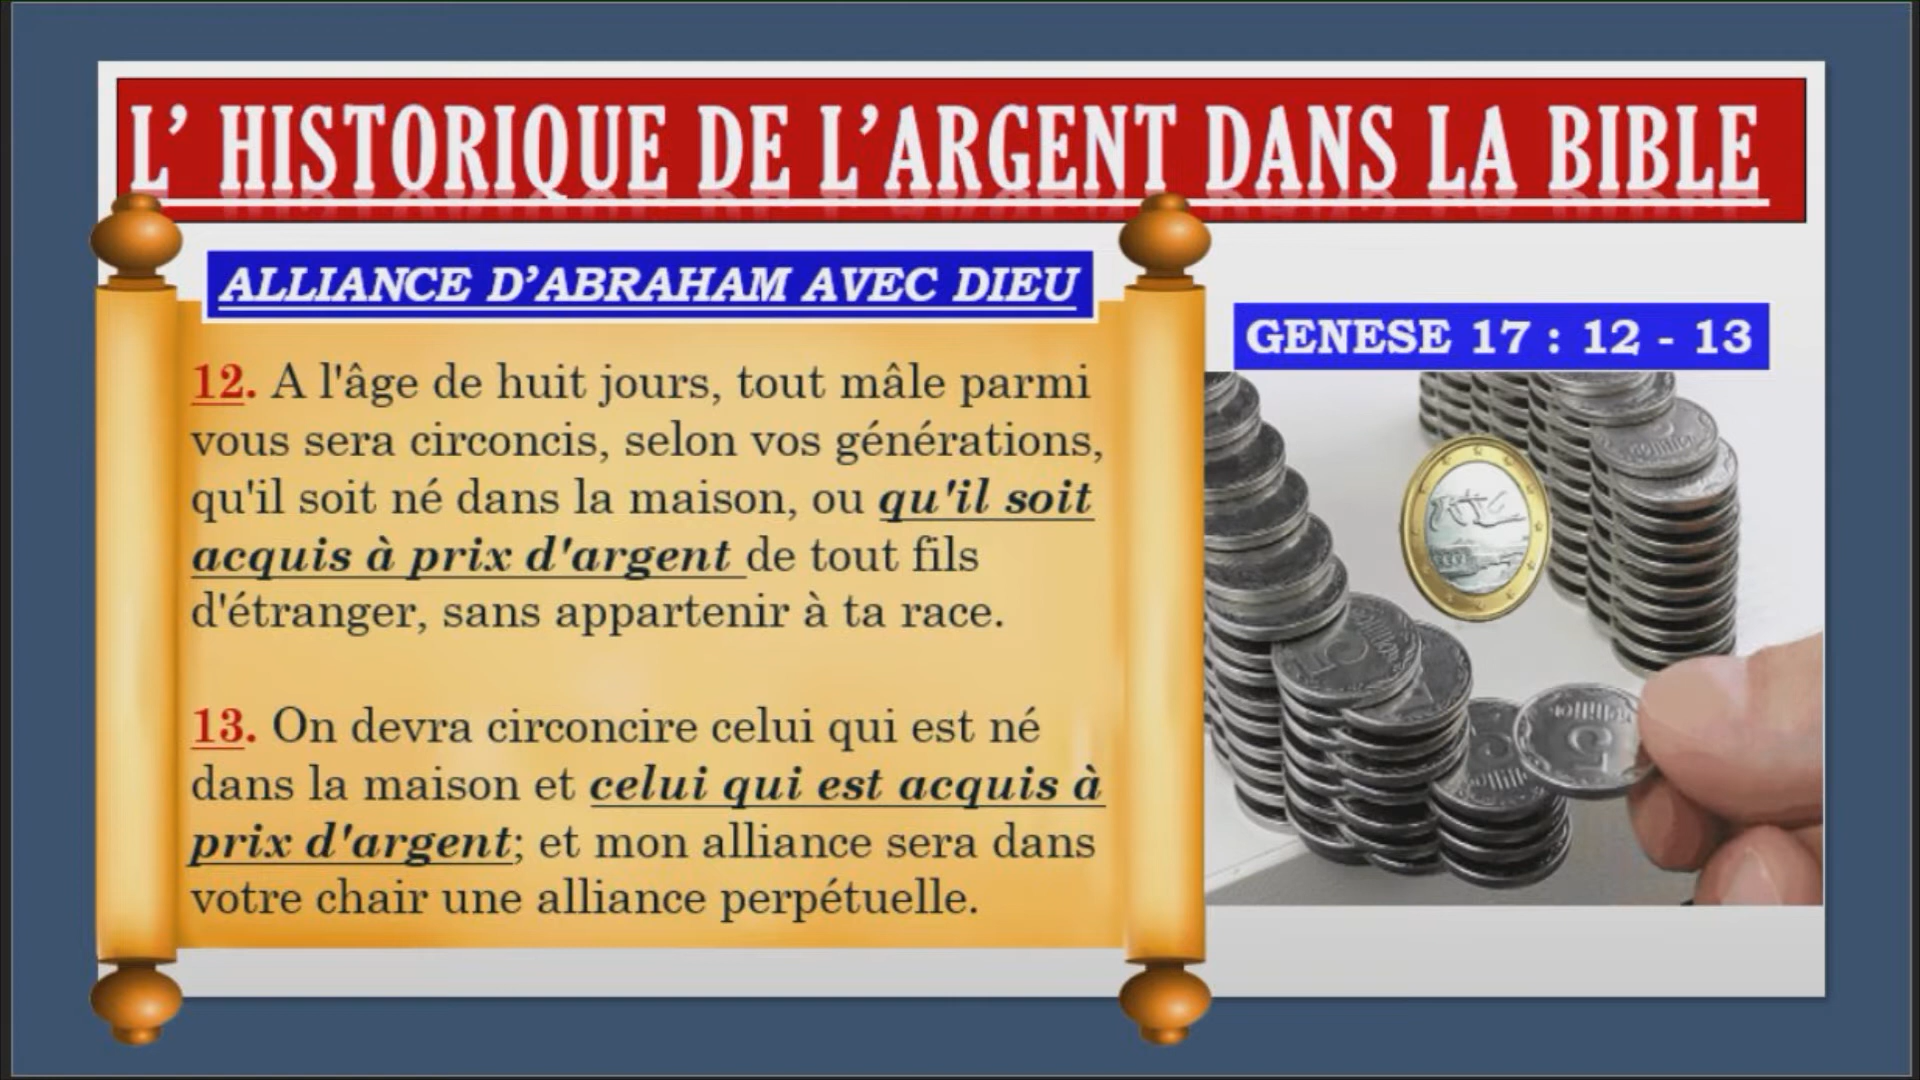 L' HISTORIQUE DE L'ARGENT DANS LA BIBLE
ALLIANCE D'ABRAHAM AVEC DIEU
GENESE 17 : 12 - 13
12. A l'âge de huit jours, tout mâle parmi
vous sera circoncis, selon vos générations,
qu'il soit né dans la maison, ou qu'il soit
acquis à prix d'argent de tout fils
d'étranger, sans appartenir à ta race.
13. On devra circoncire celui qui est né
dans la maison et celui qui est acquis à
prix d'argent; et mon alliance sera dans
votre chair une alliance perpétuelle.
5
5